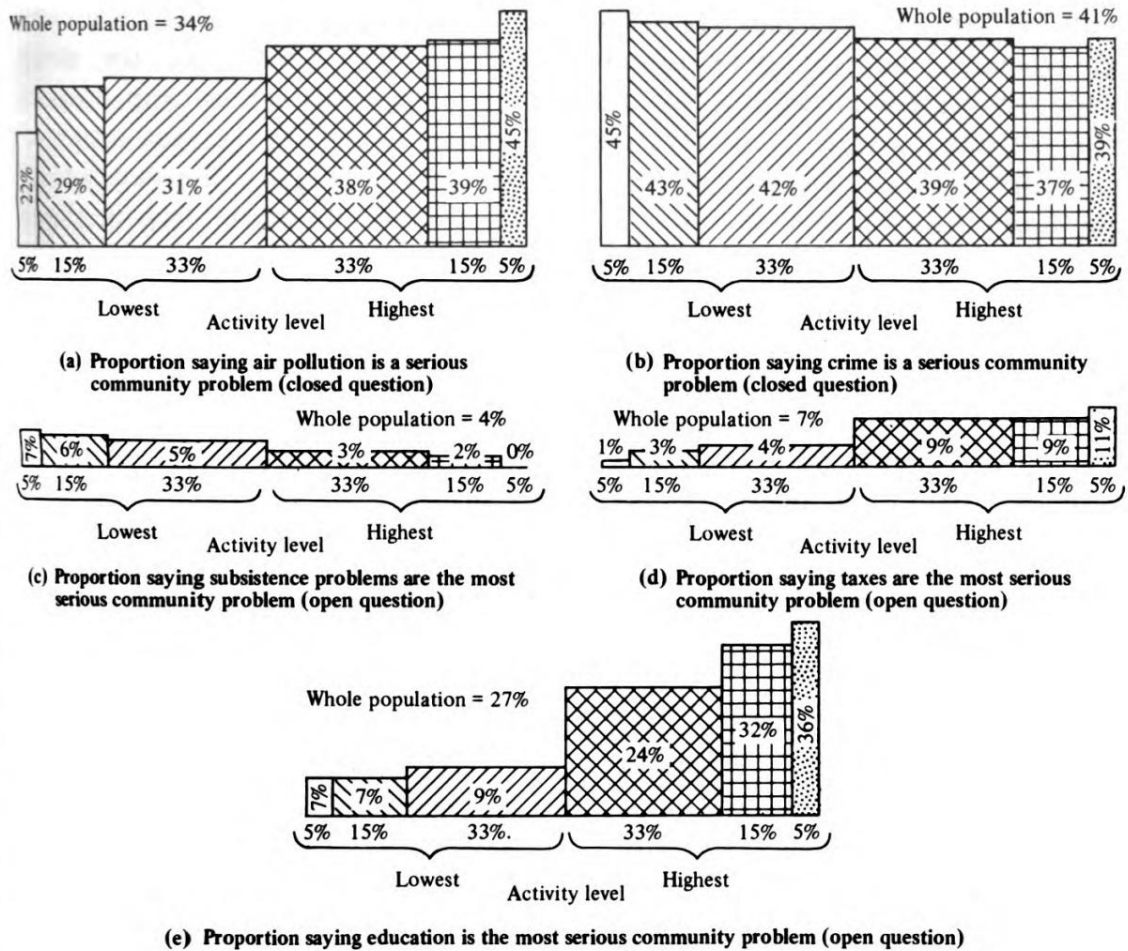 Whole population = 34%
22%
29%
31%
38%
39%
45%
5% 15% 33% 33% 15% 5%
Lowest Highest
Activity level
(a) Proportion saying air pollution is a serious
community problem (closed question)
Whole population = 41%
45%
43%
42%
39%
37%
39%
5% 15% 33% 33% 15% 5%
Lowest Highest
Activity level
(b) Proportion saying crime is a serious community
problem (closed question)
Whole population = 4%
7%
6%
5%
3%
2%
0%
5% 15% 33% 33% 15% 5%
Lowest Highest
Activity level
(c) Proportion saying subsistence problems are the most
serious community problem (open question)
Whole population = 7%
1%
3%
4%
9%
9%
11%
5% 15% 33% 33% 15% 5%
Lowest Highest
Activity level
(d) Proportion saying taxes are the most serious
community problem (open question)
Whole population = 27%
7%
7%
9%
24%
32%
36%
5% 15% 33%. 33% 15% 5%
Lowest Highest
Activity level
(e) Proportion saying education is the most serious community problem (open question)